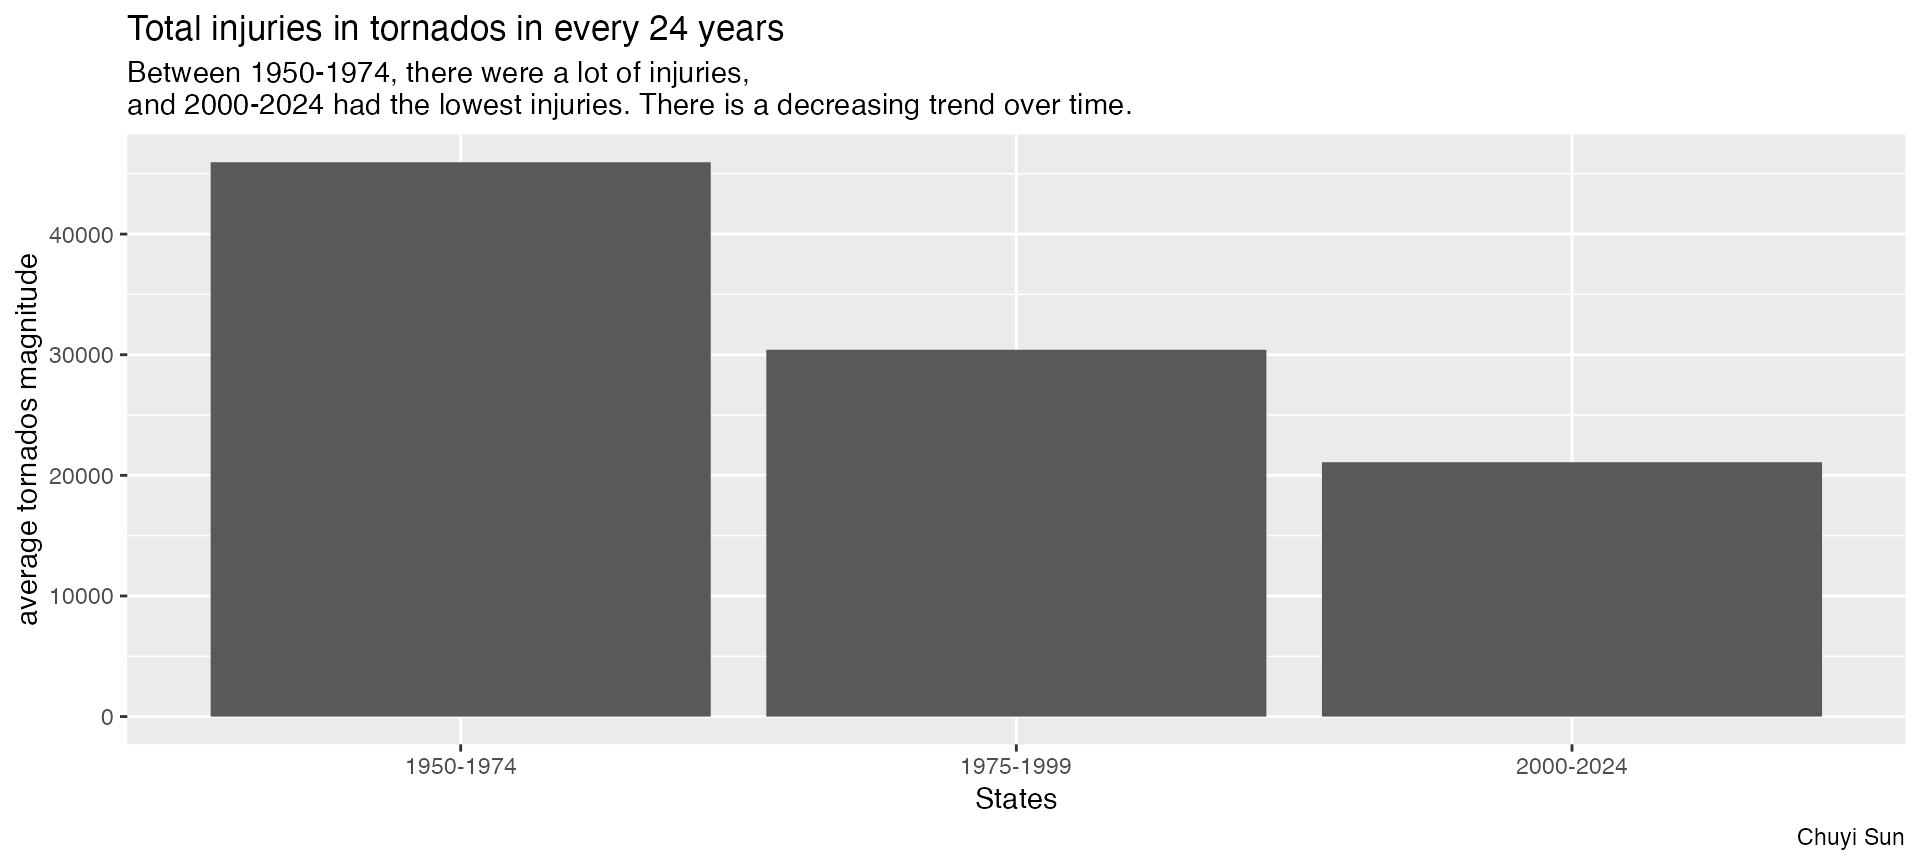 Total injuries in tornados in every 24 years
Between 1950-1974, there were a lot of injuries,
and 2000-2024 had the lowest injuries. There is a decreasing trend over time.
average tornados magnitude
40000
30000
20000
10000
0
1950-1974
1975-1999
2000-2024
States
Chuyi Sun